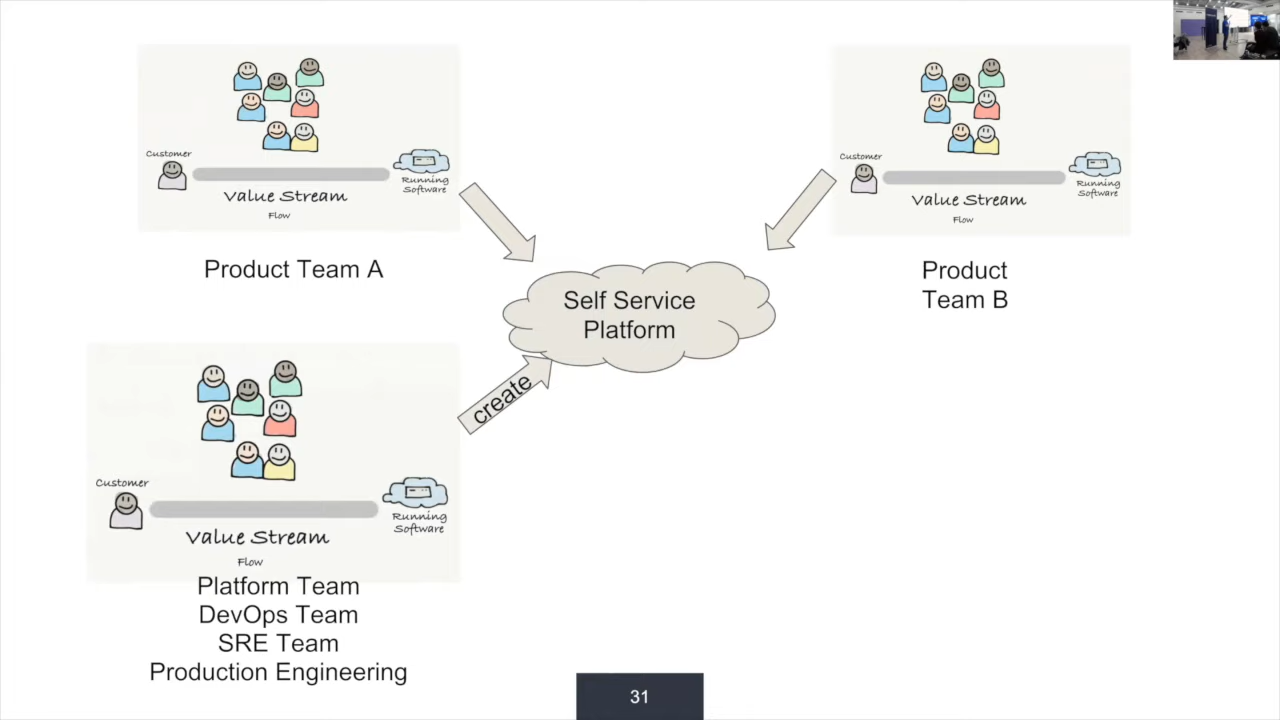 Customer
Running
Software
Value Stream
Flow
Product Team A
Customer
Running
Software
Value Stream
Flow
Product
Team B
Self Service
Platform
create
Customer
Running
Software
Value Stream
Flow
Platform Team
DevOps Team
SRE Team
Production Engineering
31